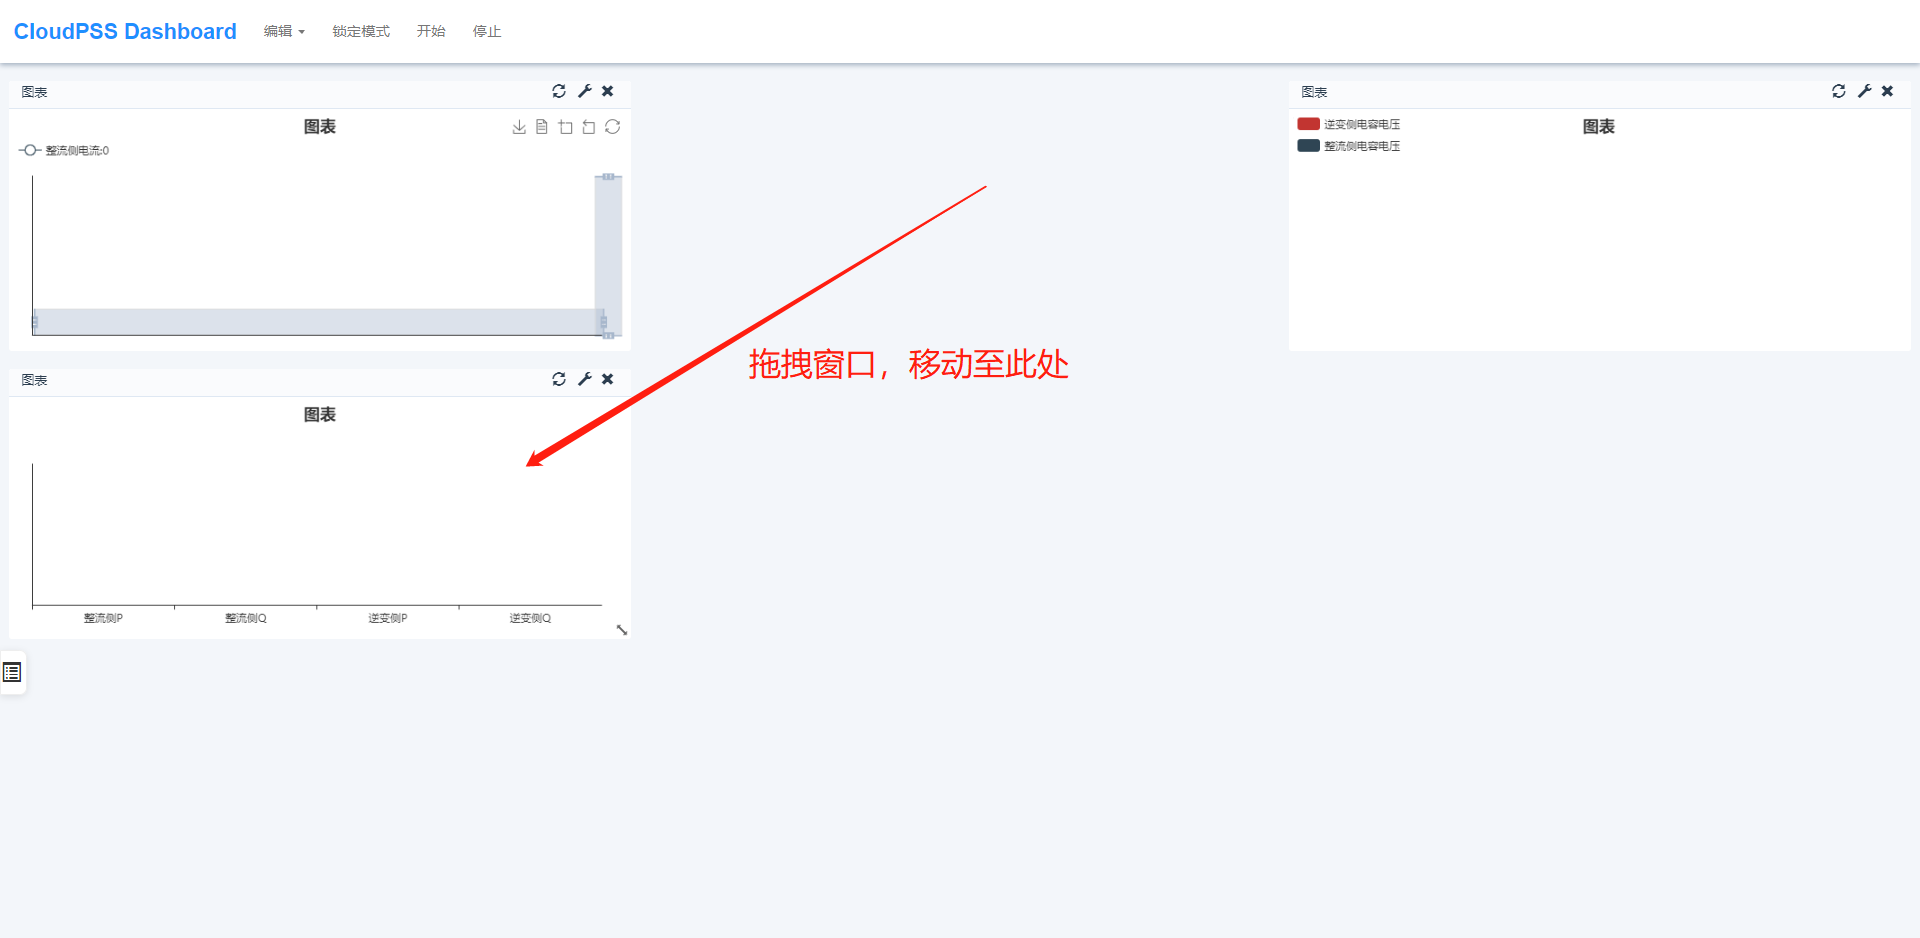 CloudPSS Dashboard 编辑 锁定模式 开始 停止
图表
图表
整流侧电流:0
图表
逆变侧电容电压
图表
整流侧电容电压
拖拽窗口，移动至此处
图表
图表
整流侧P 整流侧Q 逆变侧P 逆变侧Q